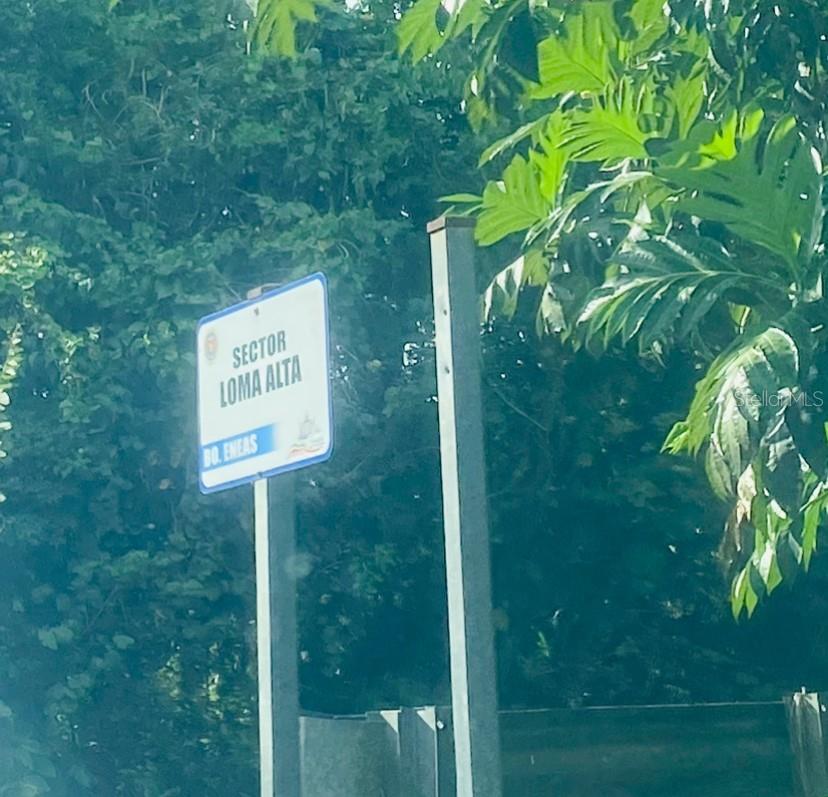 SECTOR
LOMA ALTA
BO. ENEAS
Stellar MLS